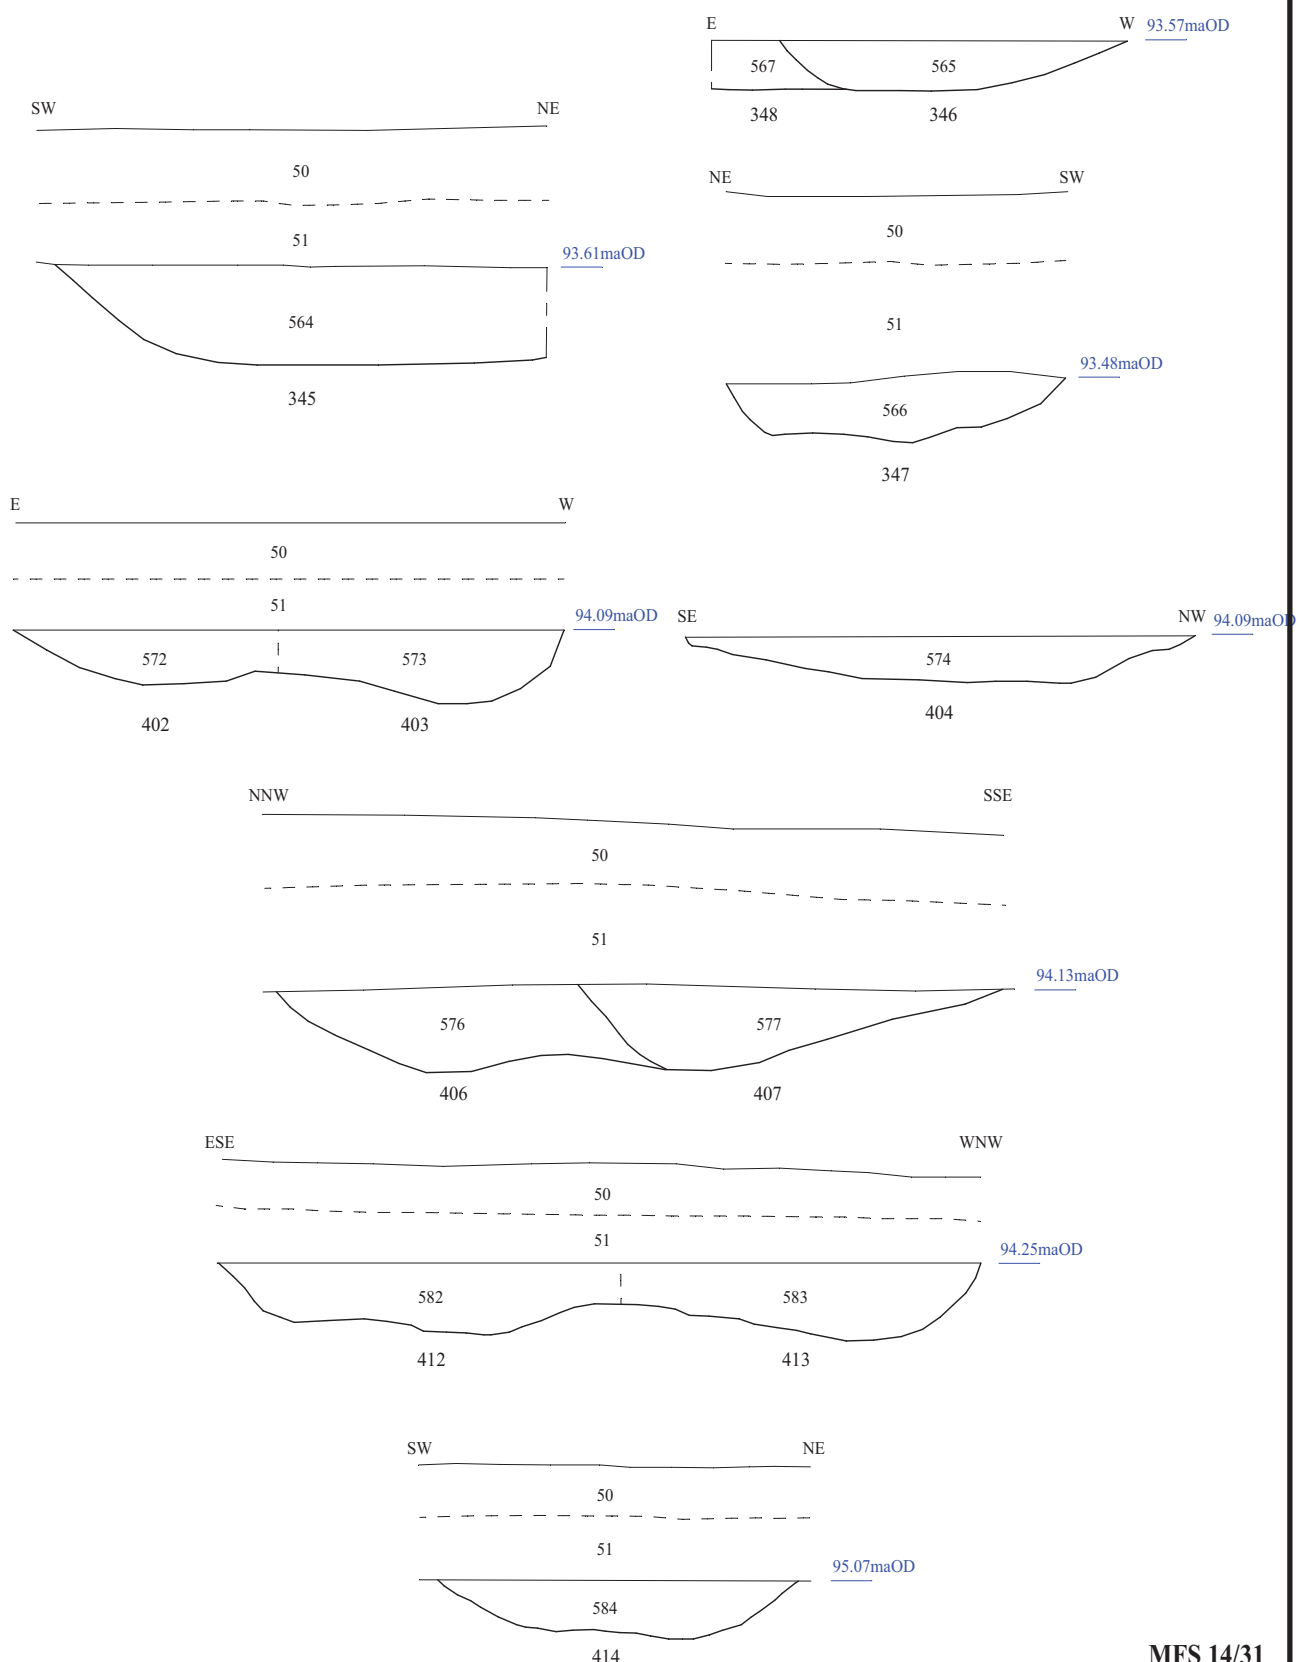 E W 93.57maOD
567 565
348 346
SW NE
50
51
93.61maOD
564
345
NE SW
50
51
93.48maOD
566
347
E W
50
51
94.09maOD
572 573
402 403
SE NW 94.09maOD
574
404
NNW SSE
50
51
94.13maOD
576 577
406 407
ESE WNW
50
51
94.25maOD
582 583
412 413
SW NE
50
51
95.07maOD
584
414
MFS 14/31